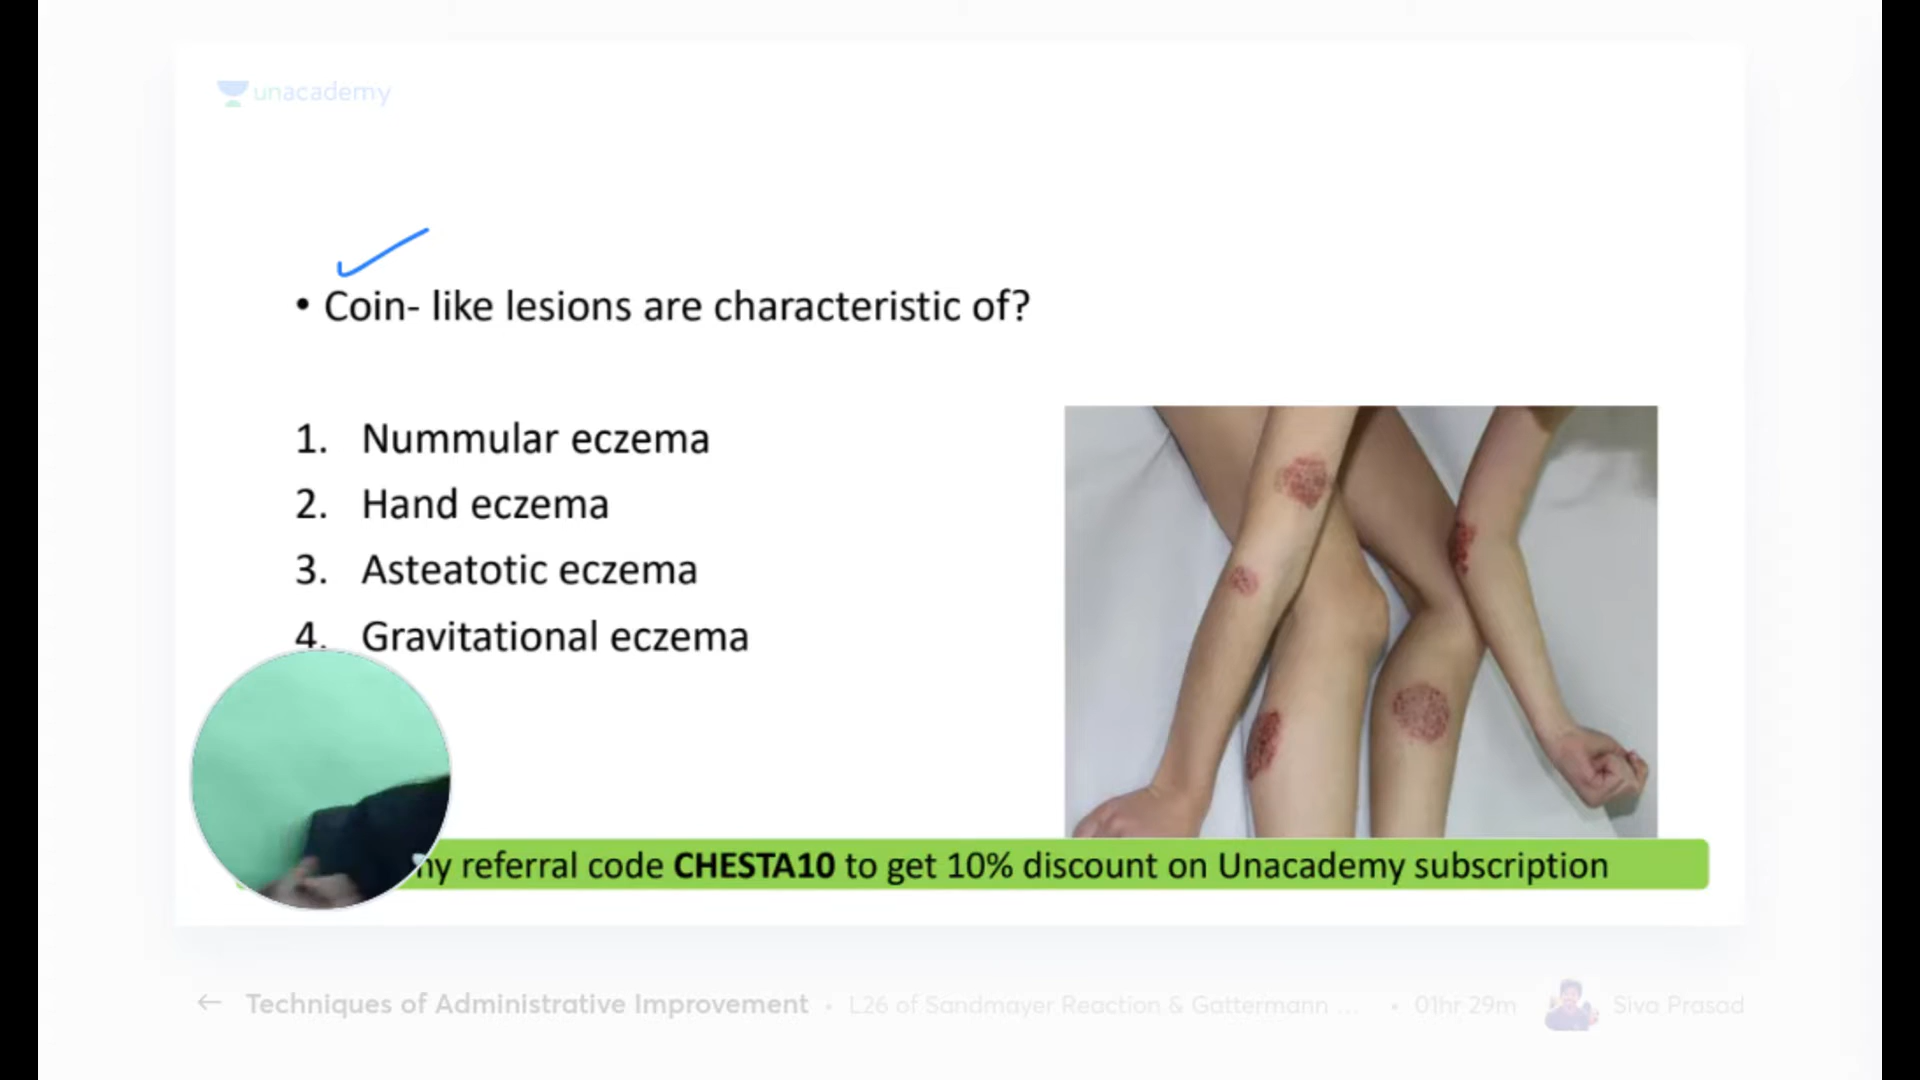 unacademy
• Coin- like lesions are characteristic of?
1. Nummular eczema
2. Hand eczema
3. Asteatotic eczema
4. Gravitational eczema
my referral code CHESTA10 to get 10% discount on Unacademy subscription
← Techniques of Administrative Improvement • L26 of Sandmayer Reaction & Gattermann ... • 01hr 29m Siva Prasad